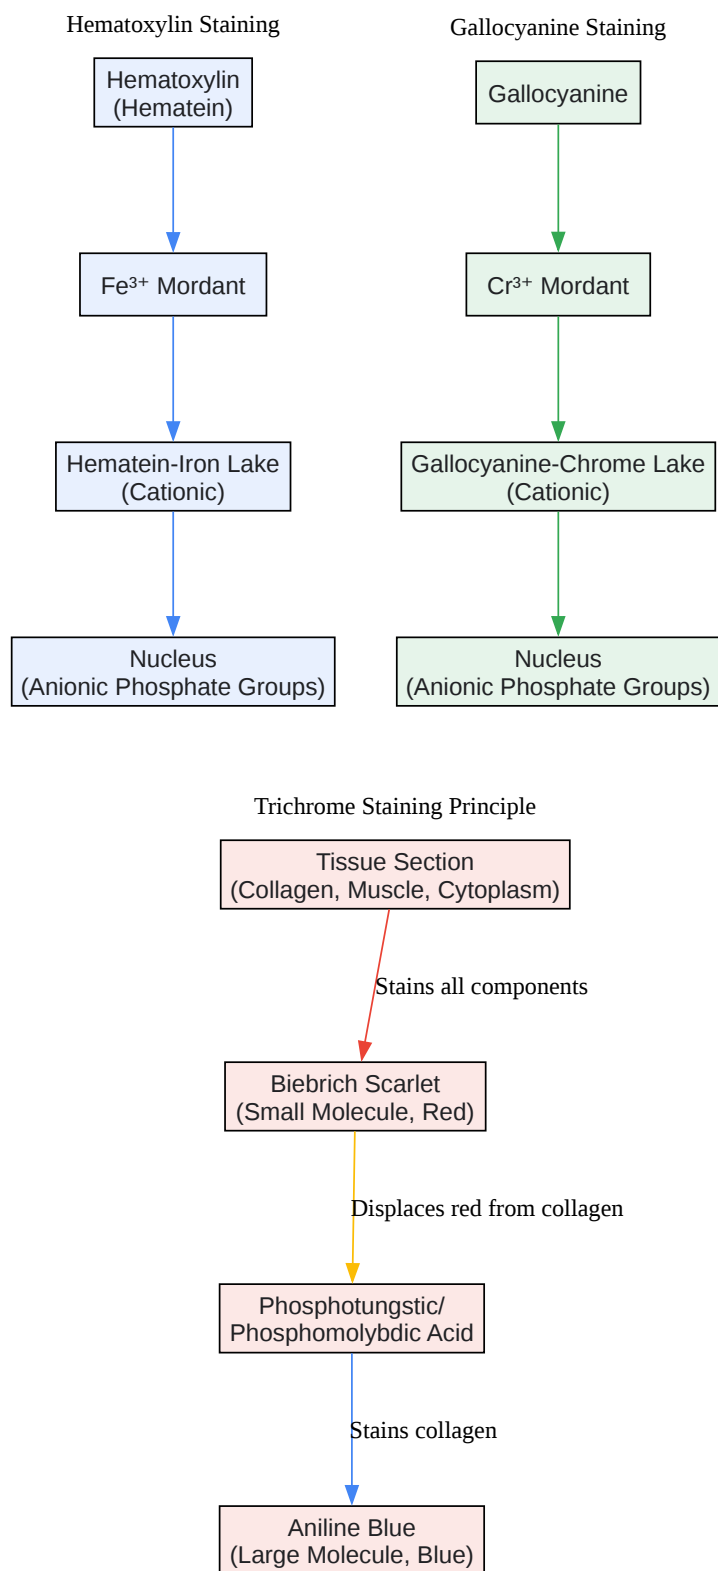 Hematoxylin Staining
Hematoxylin
(Hematein)
Fe³⁺ Mordant
Hematein-Iron Lake
(Cationic)
Nucleus
(Anionic Phosphate Groups)
Gallocyanine Staining
Gallocyanine
Cr³⁺ Mordant
Gallocyanine-Chrome Lake
(Cationic)
Nucleus
(Anionic Phosphate Groups)
Trichrome Staining Principle
Tissue Section
(Collagen, Muscle, Cytoplasm)
Stains all components
Biebrich Scarlet
(Small Molecule, Red)
Displaces red from collagen
Phosphotungstic/
Phosphomolybdic Acid
Stains collagen
Aniline Blue
(Large Molecule, Blue)